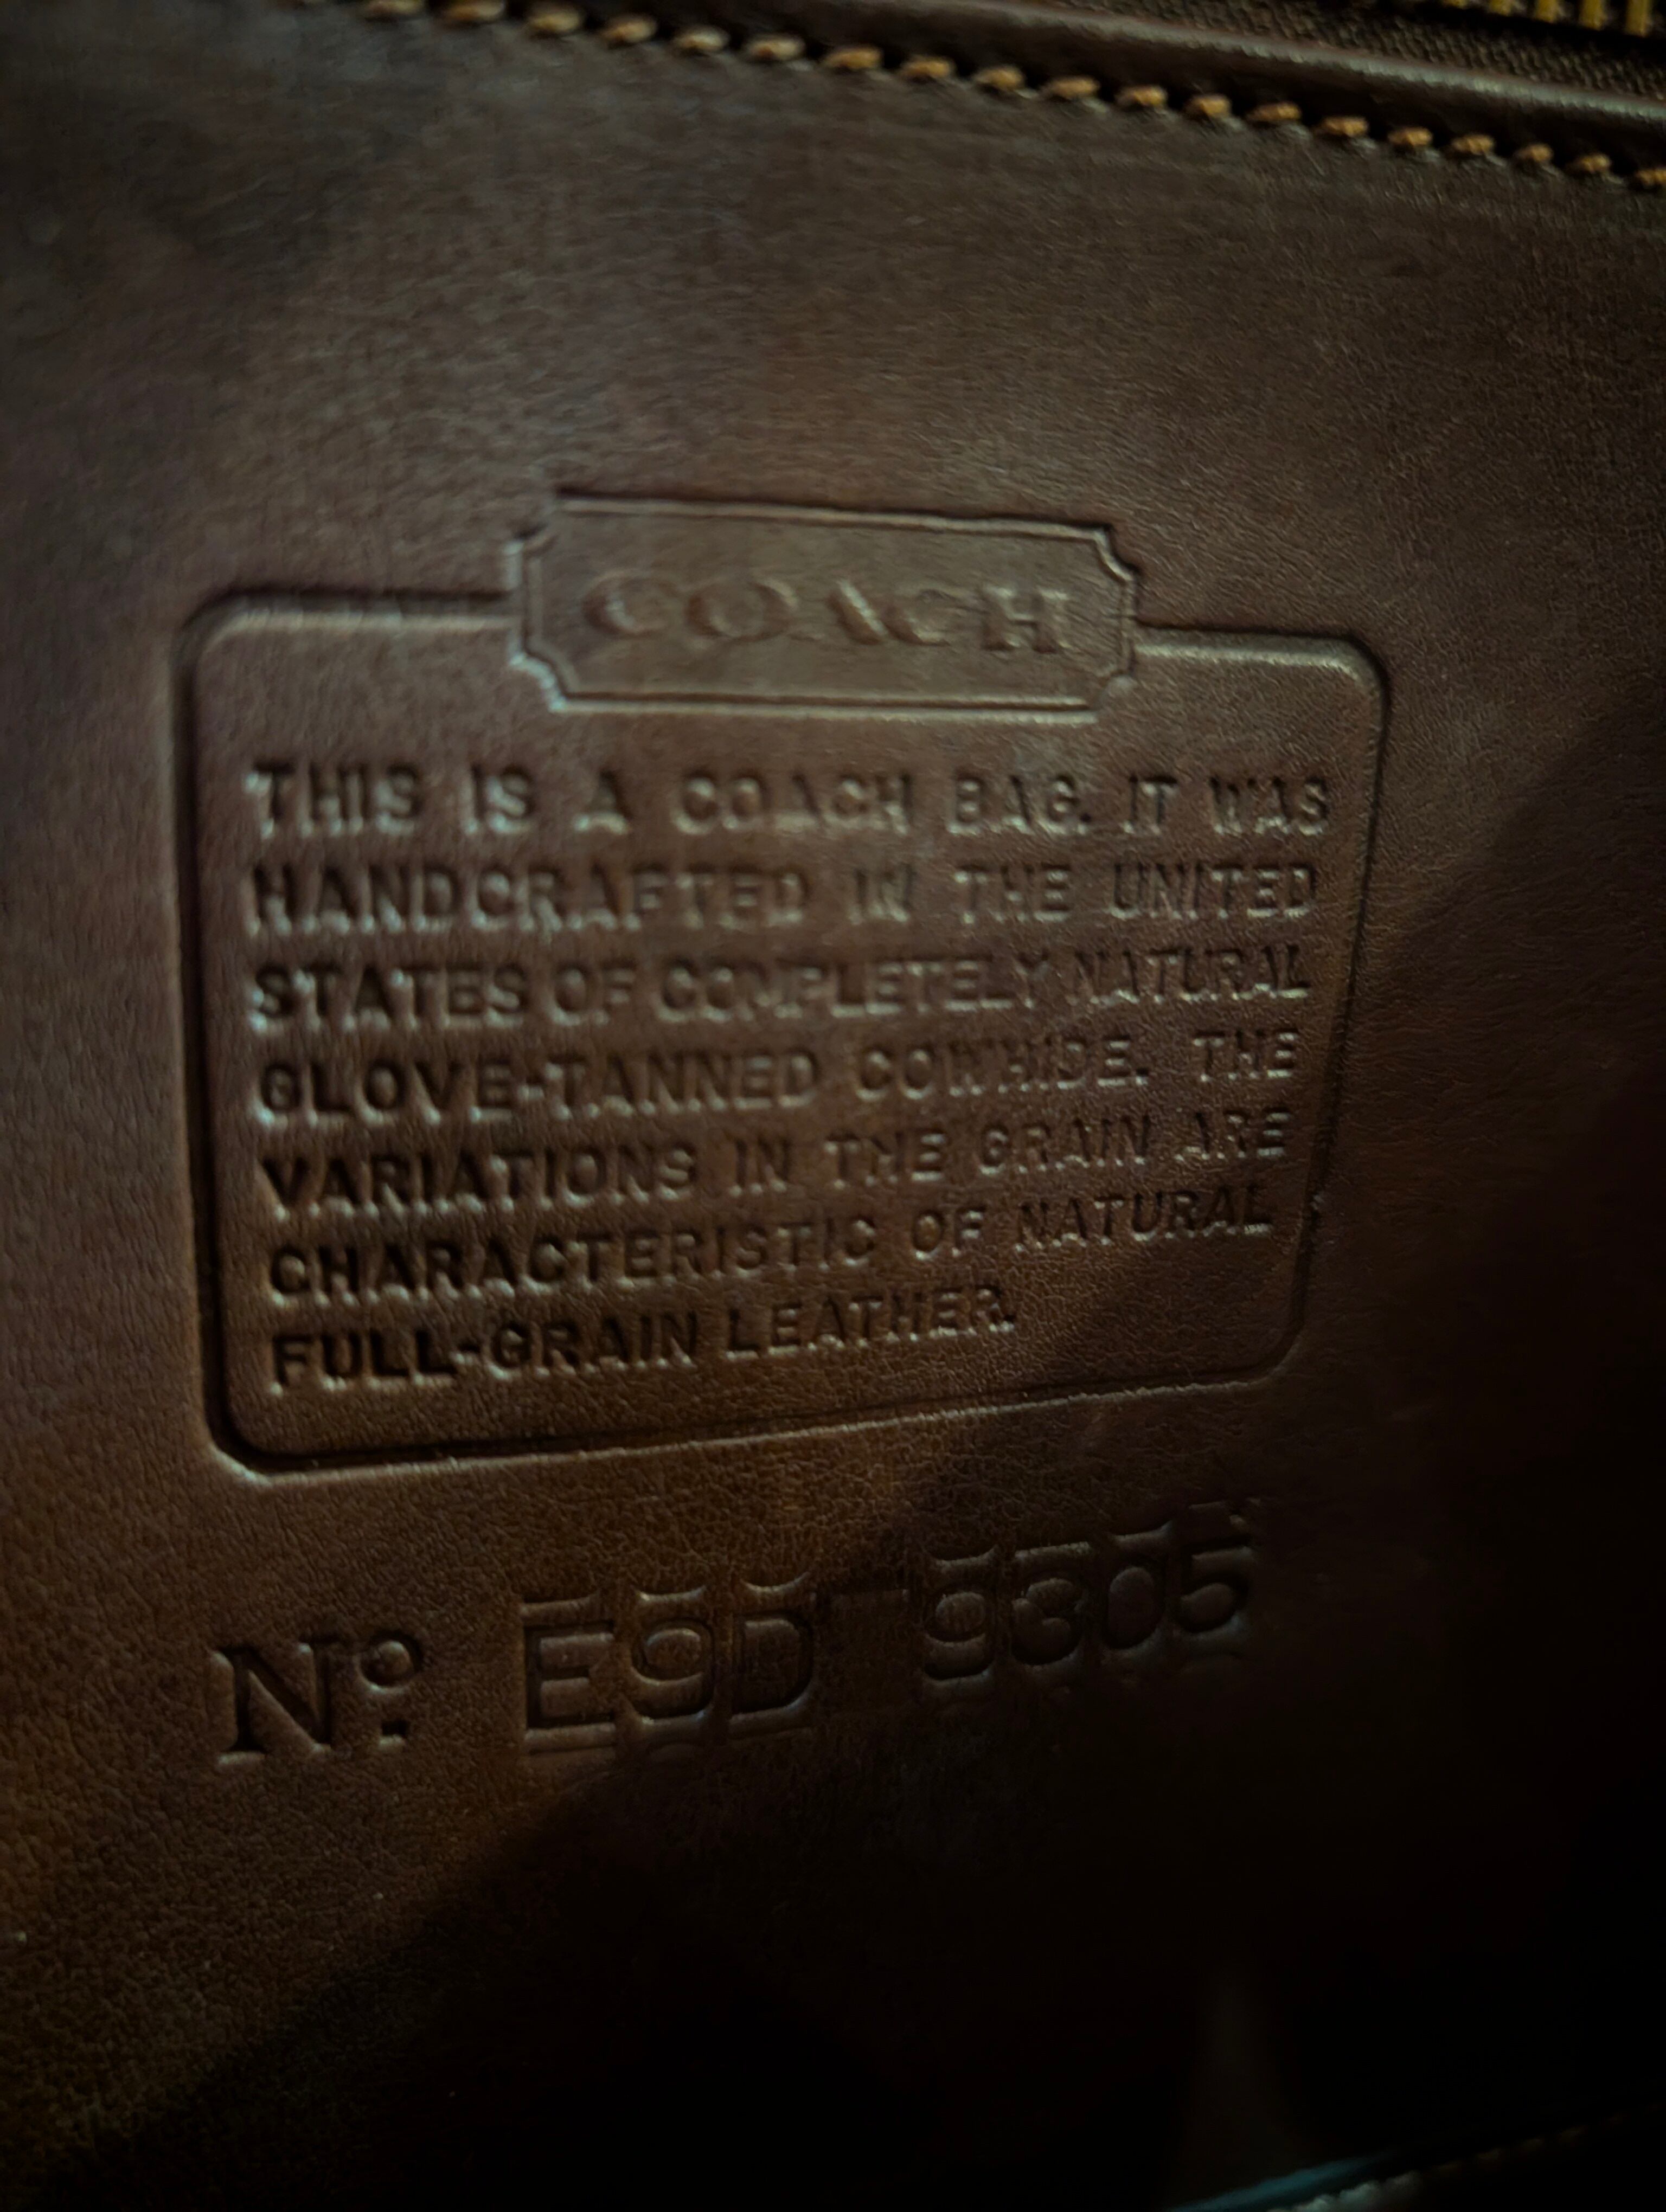 COACH
THIS IS A COACH BAG. IT WAS
HANDCRAFTED IN THE UNITED
STATES OF COMPLETELY NATURAL
GLOVE-TANNED COWHIDE. THE
VARIATIONS IN THE GRAIN ARE
CHARACTERISTIC OF NATURAL
FULL-GRAIN LEATHER.
Nº. E9D-9305